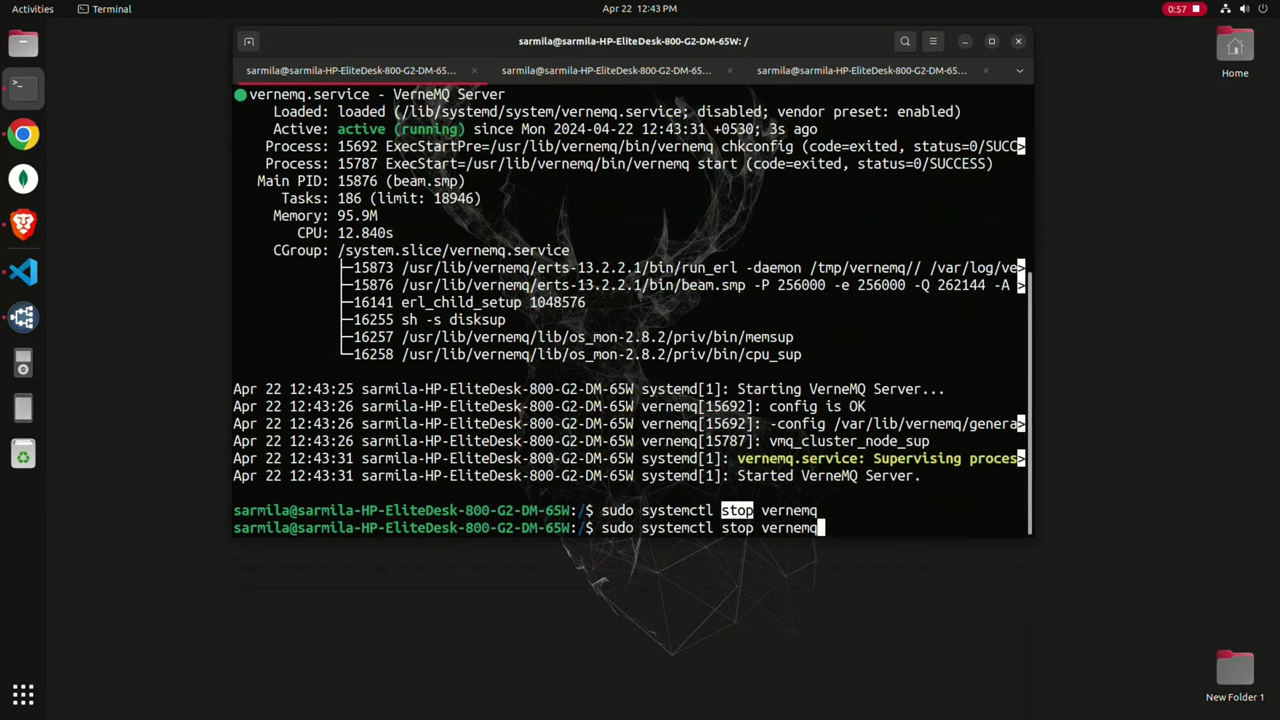 Activities
Terminal
Apr 22 12:43 PM
0:57
sarmila@sarmila-HP-EliteDesk-800-G2-DM-65W: /
sarmila@sarmila-HP-EliteDesk-800-G2-DM-65...
sarmila@sarmila-HP-EliteDesk-800-G2-DM-65...
sarmila@sarmila-HP-EliteDesk-800-G2-DM-65...
Home
vernemq.service - VerneMQ Server
Loaded: loaded (/lib/systemd/system/vernemq.service; disabled; vendor preset: enabled)
Active: active (running) since Mon 2024-04-22 12:43:31 +0530; 3s ago
Process: 15692 ExecStartPre=/usr/lib/vernemq/bin/vernemq chkconfig (code=exited, status=0/SUCC>
Process: 15787 ExecStart=/usr/lib/vernemq/bin/vernemq start (code=exited, status=0/SUCCESS)
Main PID: 15876 (beam.smp)
Tasks: 186 (limit: 18946)
Memory: 95.9M
CPU: 12.840s
CGroup: /system.slice/vernemq.service
├─15873 /usr/lib/vernemq/erts-13.2.2.1/bin/run_erl -daemon /tmp/vernemq// /var/log/ve>
├─15876 /usr/lib/vernemq/erts-13.2.2.1/bin/beam.smp -P 256000 -e 256000 -Q 262144 -A >
├─16141 erl_child_setup 1048576
├─16255 sh -s disksup
├─16257 /usr/lib/vernemq/lib/os_mon-2.8.2/priv/bin/memsup
└─16258 /usr/lib/vernemq/lib/os_mon-2.8.2/priv/bin/cpu_sup
Apr 22 12:43:25 sarmila-HP-EliteDesk-800-G2-DM-65W systemd[1]: Starting VerneMQ Server...
Apr 22 12:43:26 sarmila-HP-EliteDesk-800-G2-DM-65W vernemq[15692]: config is OK
Apr 22 12:43:26 sarmila-HP-EliteDesk-800-G2-DM-65W vernemq[15692]: -config /var/lib/vernemq/genera>
Apr 22 12:43:26 sarmila-HP-EliteDesk-800-G2-DM-65W vernemq[15787]: vmq_cluster_node_sup
Apr 22 12:43:31 sarmila-HP-EliteDesk-800-G2-DM-65W systemd[1]: vernemq.service: Supervising proces>
Apr 22 12:43:31 sarmila-HP-EliteDesk-800-G2-DM-65W systemd[1]: Started VerneMQ Server.
sarmila@sarmila-HP-EliteDesk-800-G2-DM-65W:/$ sudo systemctl stop vernemq
sarmila@sarmila-HP-EliteDesk-800-G2-DM-65W:/$ sudo systemctl stop vernemq
New Folder 1